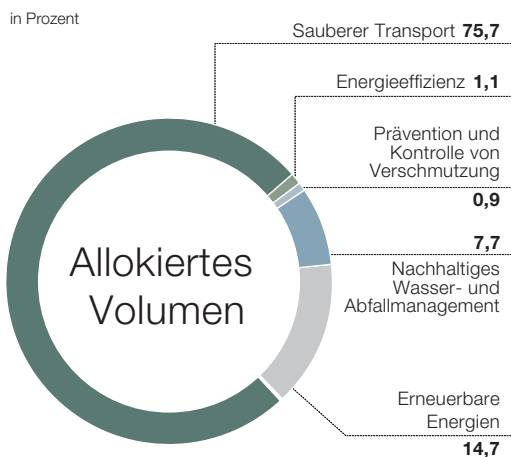 in Prozent
Sauberer Transport 75,7
Energieeffizienz 1,1
Prävention und
Kontrolle von
Verschmutzung
0,9
7,7
Nachhaltiges
Wasser- und
Abfallmanagement
Allokiertes
Volumen
Erneuerbare
Energien
14,7